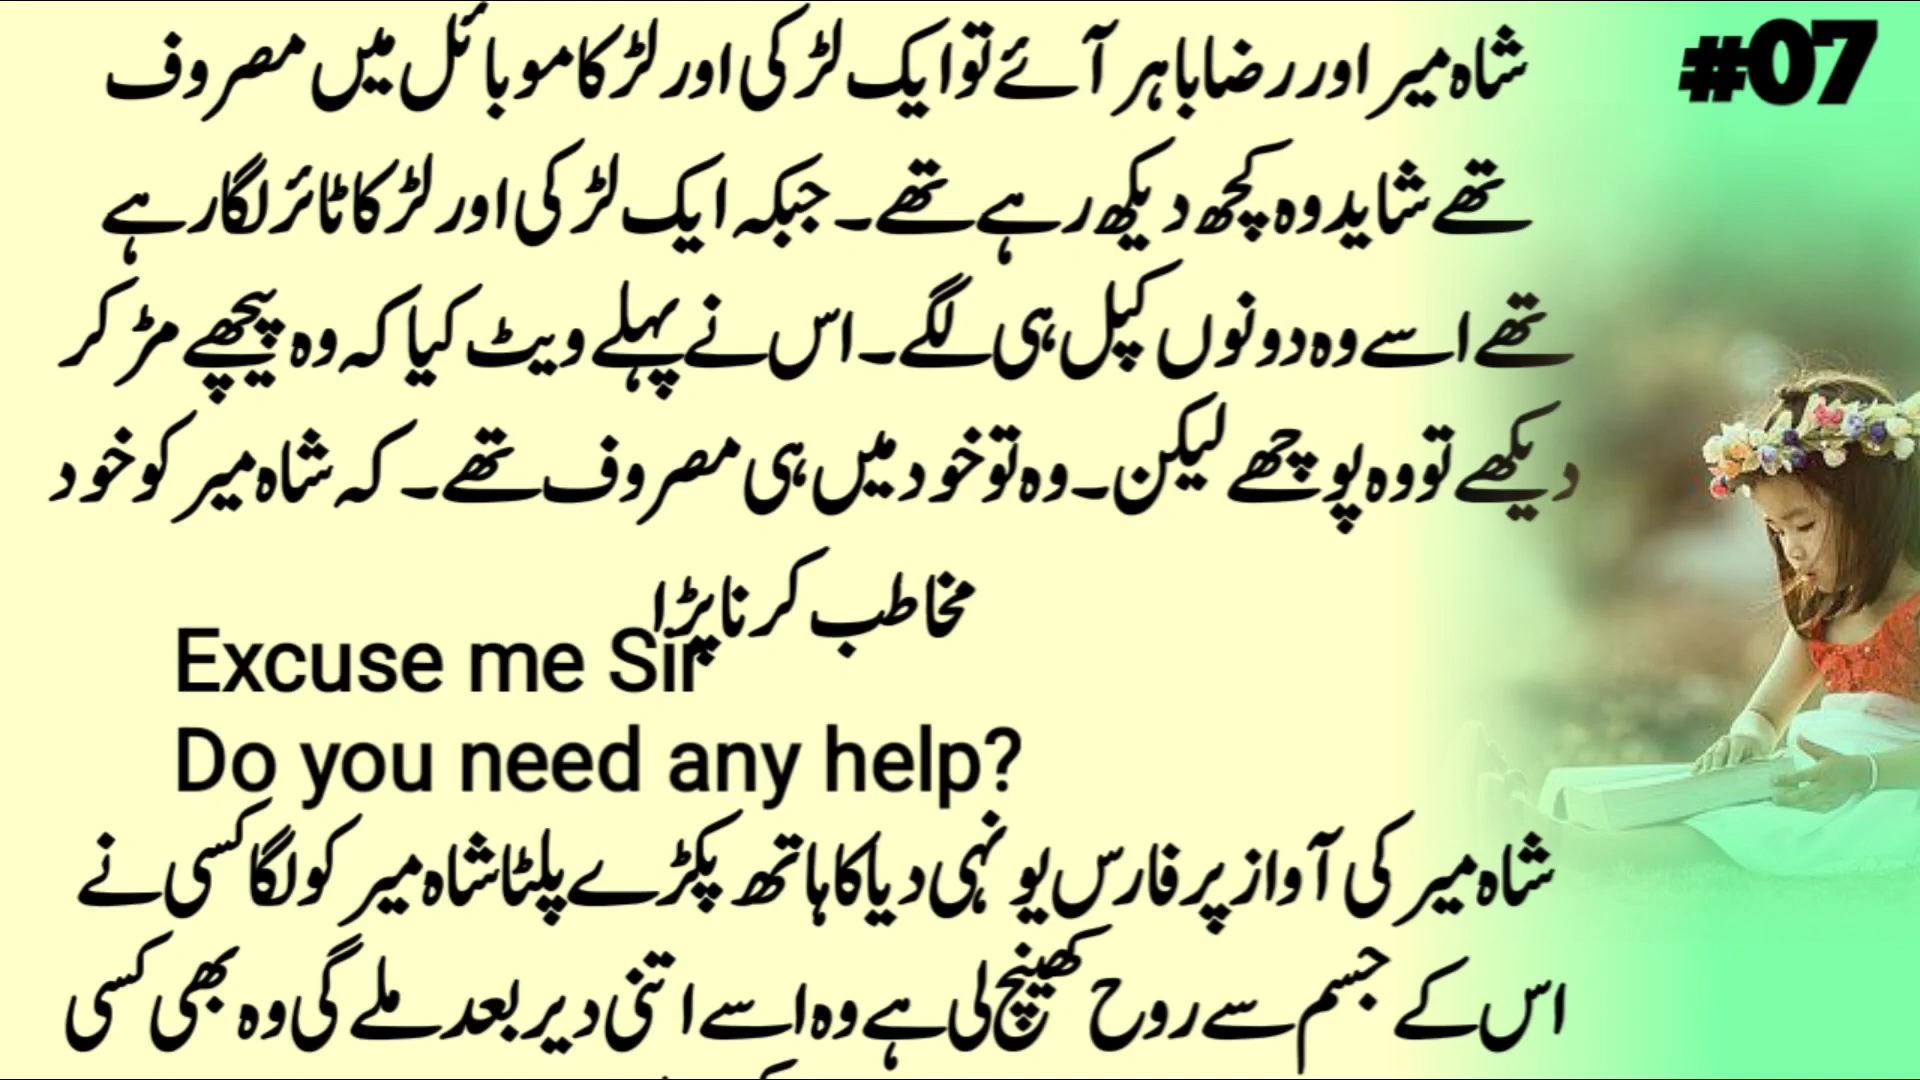 #07
شاہ میر اور رضا باہر آئے تو ایک لڑکی اور لڑکا موبائل میں مصروف
تھے شاید وہ کچھ دیکھ رہے تھے۔ جبکہ ایک لڑکی اور لڑکا ٹائر لگا رہے
تھے اسے وہ دونوں کپل ہی لگے۔ اس نے پہلے ویٹ کیا کہ وہ پیچھے مڑ کر
دیکھے تو وہ پوچھے لیکن۔ وہ تو خود میں ہی مصروف تھے۔ کہ شاہ میر کو خود
مخاطب کرنا پڑا
Excuse me Sir
Do you need any help?
شاہ میر کی آواز پر فارس یو نہی دیا کا ہاتھ پکڑے پلٹا شاہ میر کو لگا کسی نے
اس کے جسم سے روح کھینچ لی ہے وہ اسے اتنی دیر بعد ملے گی وہ بھی کسی